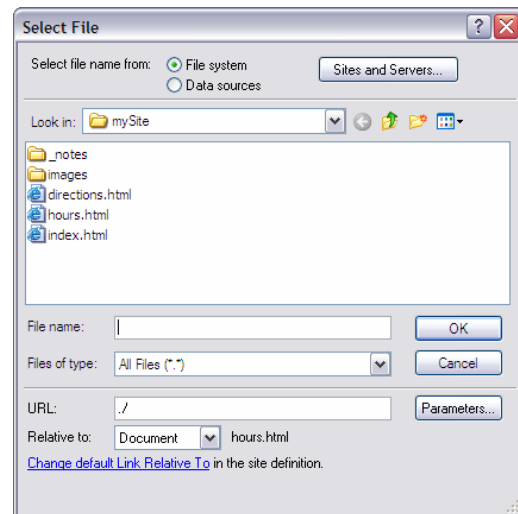 Select File
Select file name from: File system Sites and Servers...
Data sources
Look in: mySite
_notes
images
directions.html
hours.html
index.html
File name: OK
Files of type: All Files (*.*) Cancel
URL: ./ Parameters...
Relative to: Document hours.html
Change default Link Relative To in the site definition.